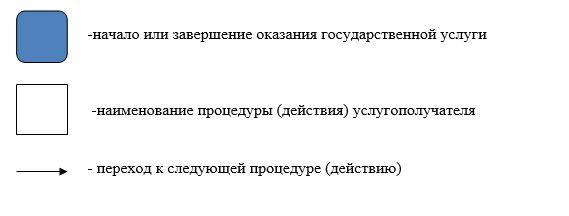 -начало или завершение оказания государственной услуги
-наименование процедуры (действия) услугополучателя
- переход к следующей процедуре (действию)